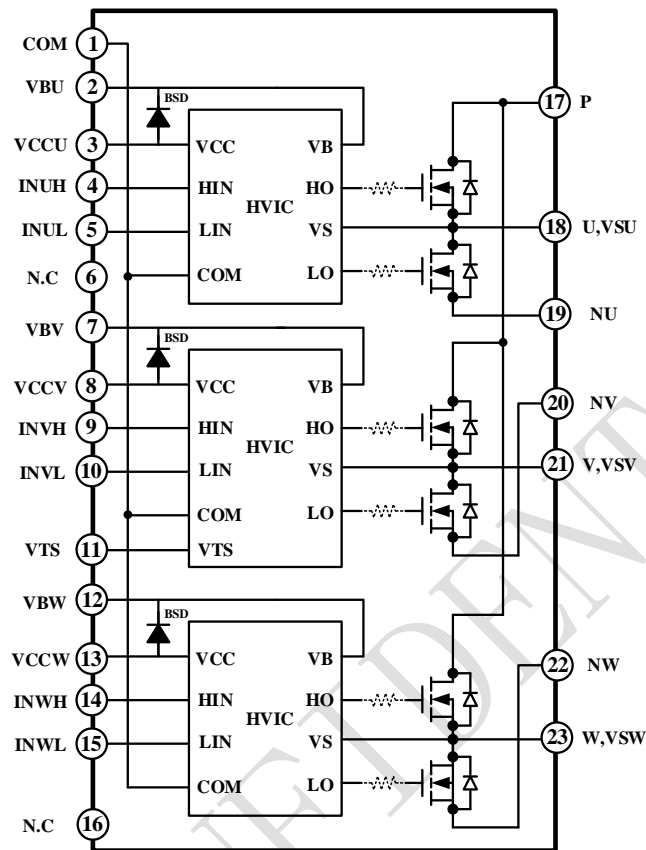 COM 1
VBU 2
BSD
VCCU 3
VCC
VB
INUH 4
HIN
HVIC
HO
INUL 5
LIN
VS
N.C 6
COM
LO
17 P
18 U,VSU
19 NU
VBV 7
BSD
VCCV 8
VCC
VB
INVH 9
HIN
HVIC
HO
INVL 10
LIN
VS
COM
LO
VTS 11
VTS
20 NV
21 V,VSV
VBW 12
BSD
VCCW 13
VCC
VB
INWH 14
HIN
HVIC
HO
INWL 15
LIN
VS
COM
LO
N.C 16
22 NW
23 W,VSW